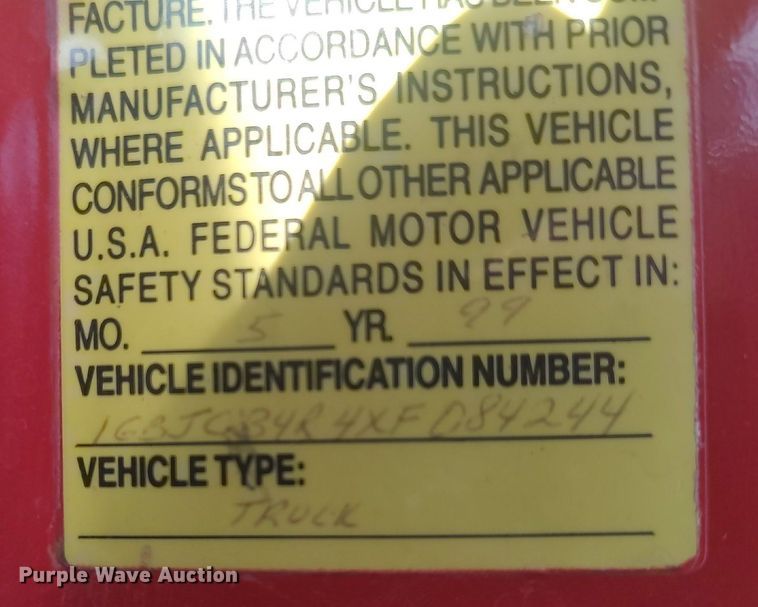 FACTURE. THE VEHICLE HAS BEEN COM-
PLETED IN ACCORDANCE WITH PRIOR
MANUFACTURER'S INSTRUCTIONS,
WHERE APPLICABLE. THIS VEHICLE
CONFORMS TO ALL OTHER APPLICABLE
U.S.A. FEDERAL MOTOR VEHICLE
SAFETY STANDARDS IN EFFECT IN:
MO. 5 YR. 99
VEHICLE IDENTIFICATION NUMBER:
VEHICLE TYPE:
TRUCK
Purple Wave Auction